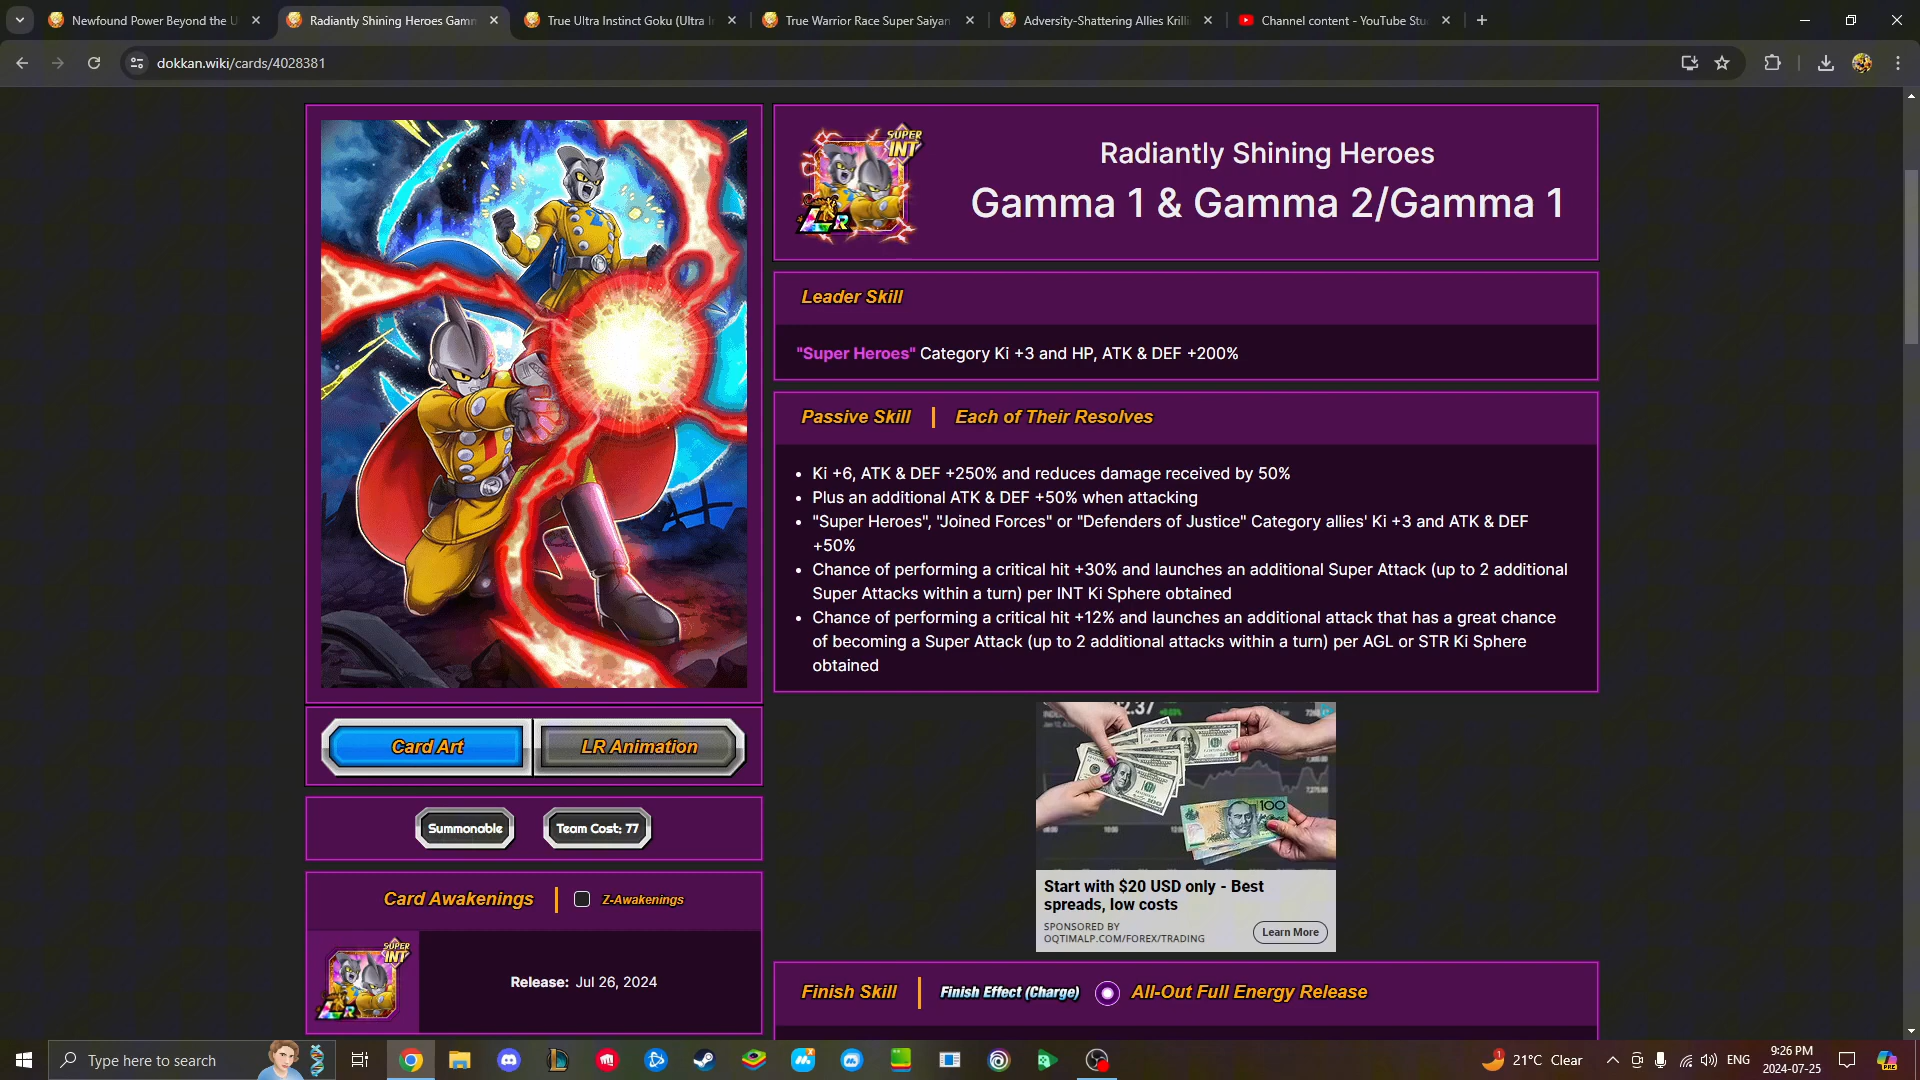 Newfound Power Beyond the U
Radiantly Shining Heroes Gamm
True Ultra Instinct Goku (Ultra I
True Warrior Race Super Saiyan
Adversity-Shattering Allies Krilli
Channel content - YouTube Stu
dokkan.wiki/cards/4028381
SUPER
INT
LR
Radiantly Shining Heroes
Gamma 1 & Gamma 2/Gamma 1
Leader Skill
"Super Heroes" Category Ki +3 and HP, ATK & DEF +200%
Passive Skill | Each of Their Resolves
• Ki +6, ATK & DEF +250% and reduces damage received by 50%
• Plus an additional ATK & DEF +50% when attacking
• "Super Heroes", "Joined Forces" or "Defenders of Justice" Category allies' Ki +3 and ATK & DEF
+50%
• Chance of performing a critical hit +30% and launches an additional Super Attack (up to 2 additional
Super Attacks within a turn) per INT Ki Sphere obtained
• Chance of performing a critical hit +12% and launches an additional attack that has a great chance
of becoming a Super Attack (up to 2 additional attacks within a turn) per AGL or STR Ki Sphere
obtained
Card Art
LR Animation
Summonable
Team Cost: 77
Card Awakenings | Z-Awakenings
SUPER
INT
LR
Release: Jul 26, 2024
100
Start with $20 USD only - Best
spreads, low costs
SPONSORED BY
OQTIMALP.COM/FOREX/TRADING
Learn More
Finish Skill | Finish Effect (Charge) All-Out Full Energy Release
Type here to search
1
21°C Clear
ENG
9:26 PM
2024-07-25